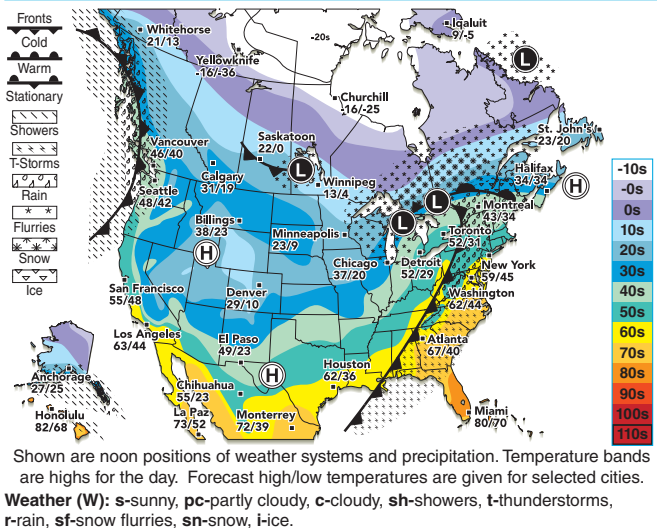 Fronts
Cold
Warm
Stationary
Showers
T-Storms
Rain
Flurries
Snow
Ice
Whitehorse
21/13
-20s
Iqaluit
9/-5
Yellowknife
-16/-36
L
Churchill
-16/-25
St. John's
23/20
Vancouver
46/40
Saskatoon
22/0
Calgary
31/19
L
Winnipeg
13/4
Halifax
34/34
H
Seattle
48/42
L
L
Montreal
43/34
Billings
38/23
Minneapolis
23/9
Toronto
52/31
H
Chicago
37/20
Detroit
52/29
New York
59/45
San Francisco
55/48
Denver
29/10
Washington
62/44
Los Angeles
63/44
El Paso
49/23
Atlanta
67/40
Houston
62/36
H
Anchorage
27/25
Chihuahua
55/23
Honolulu
82/68
La Paz
73/52
Monterrey
72/39
Miami
80/70
-10s
-0s
0s
10s
20s
30s
40s
50s
60s
70s
80s
90s
100s
110s
Shown are noon positions of weather systems and precipitation. Temperature bands
are highs for the day. Forecast high/low temperatures are given for selected cities.
Weather (W): s-sunny, pc-partly cloudy, c-cloudy, sh-showers, t-thunderstorms,
r-rain, sf-snow flurries, sn-snow, i-ice.